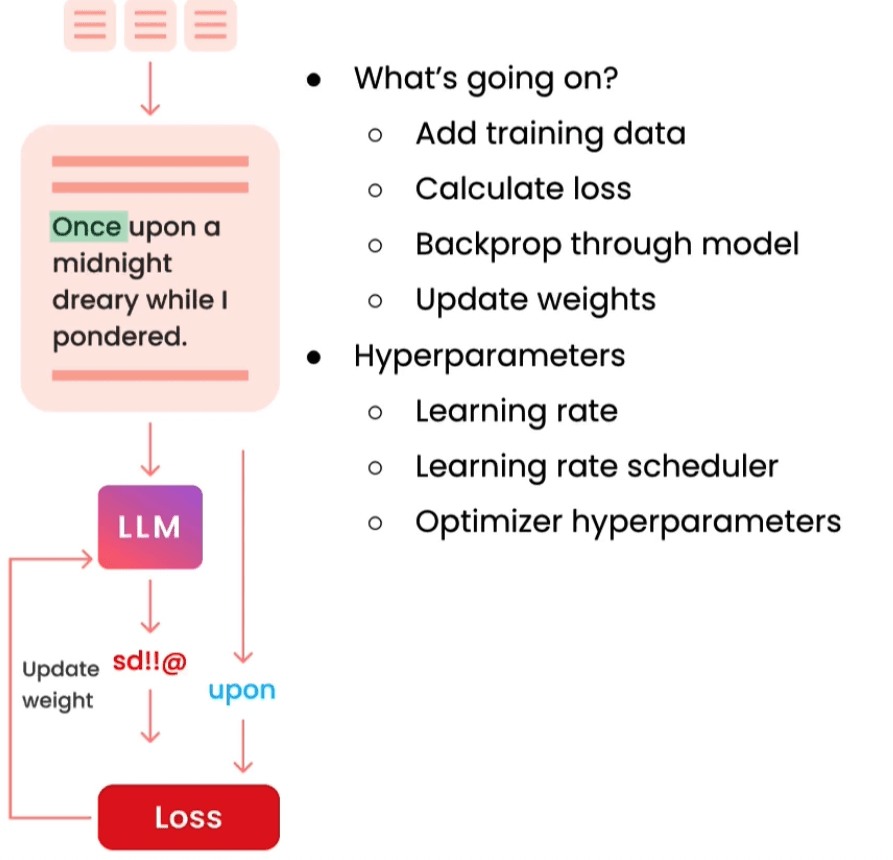 Once upon a
midnight
dreary while I
pondered.
LLM
Update
weight
sd!!@
upon
Loss
● What's going on?
○ Add training data
○ Calculate loss
○ Backprop through model
○ Update weights
● Hyperparameters
○ Learning rate
○ Learning rate scheduler
○ Optimizer hyperparameters